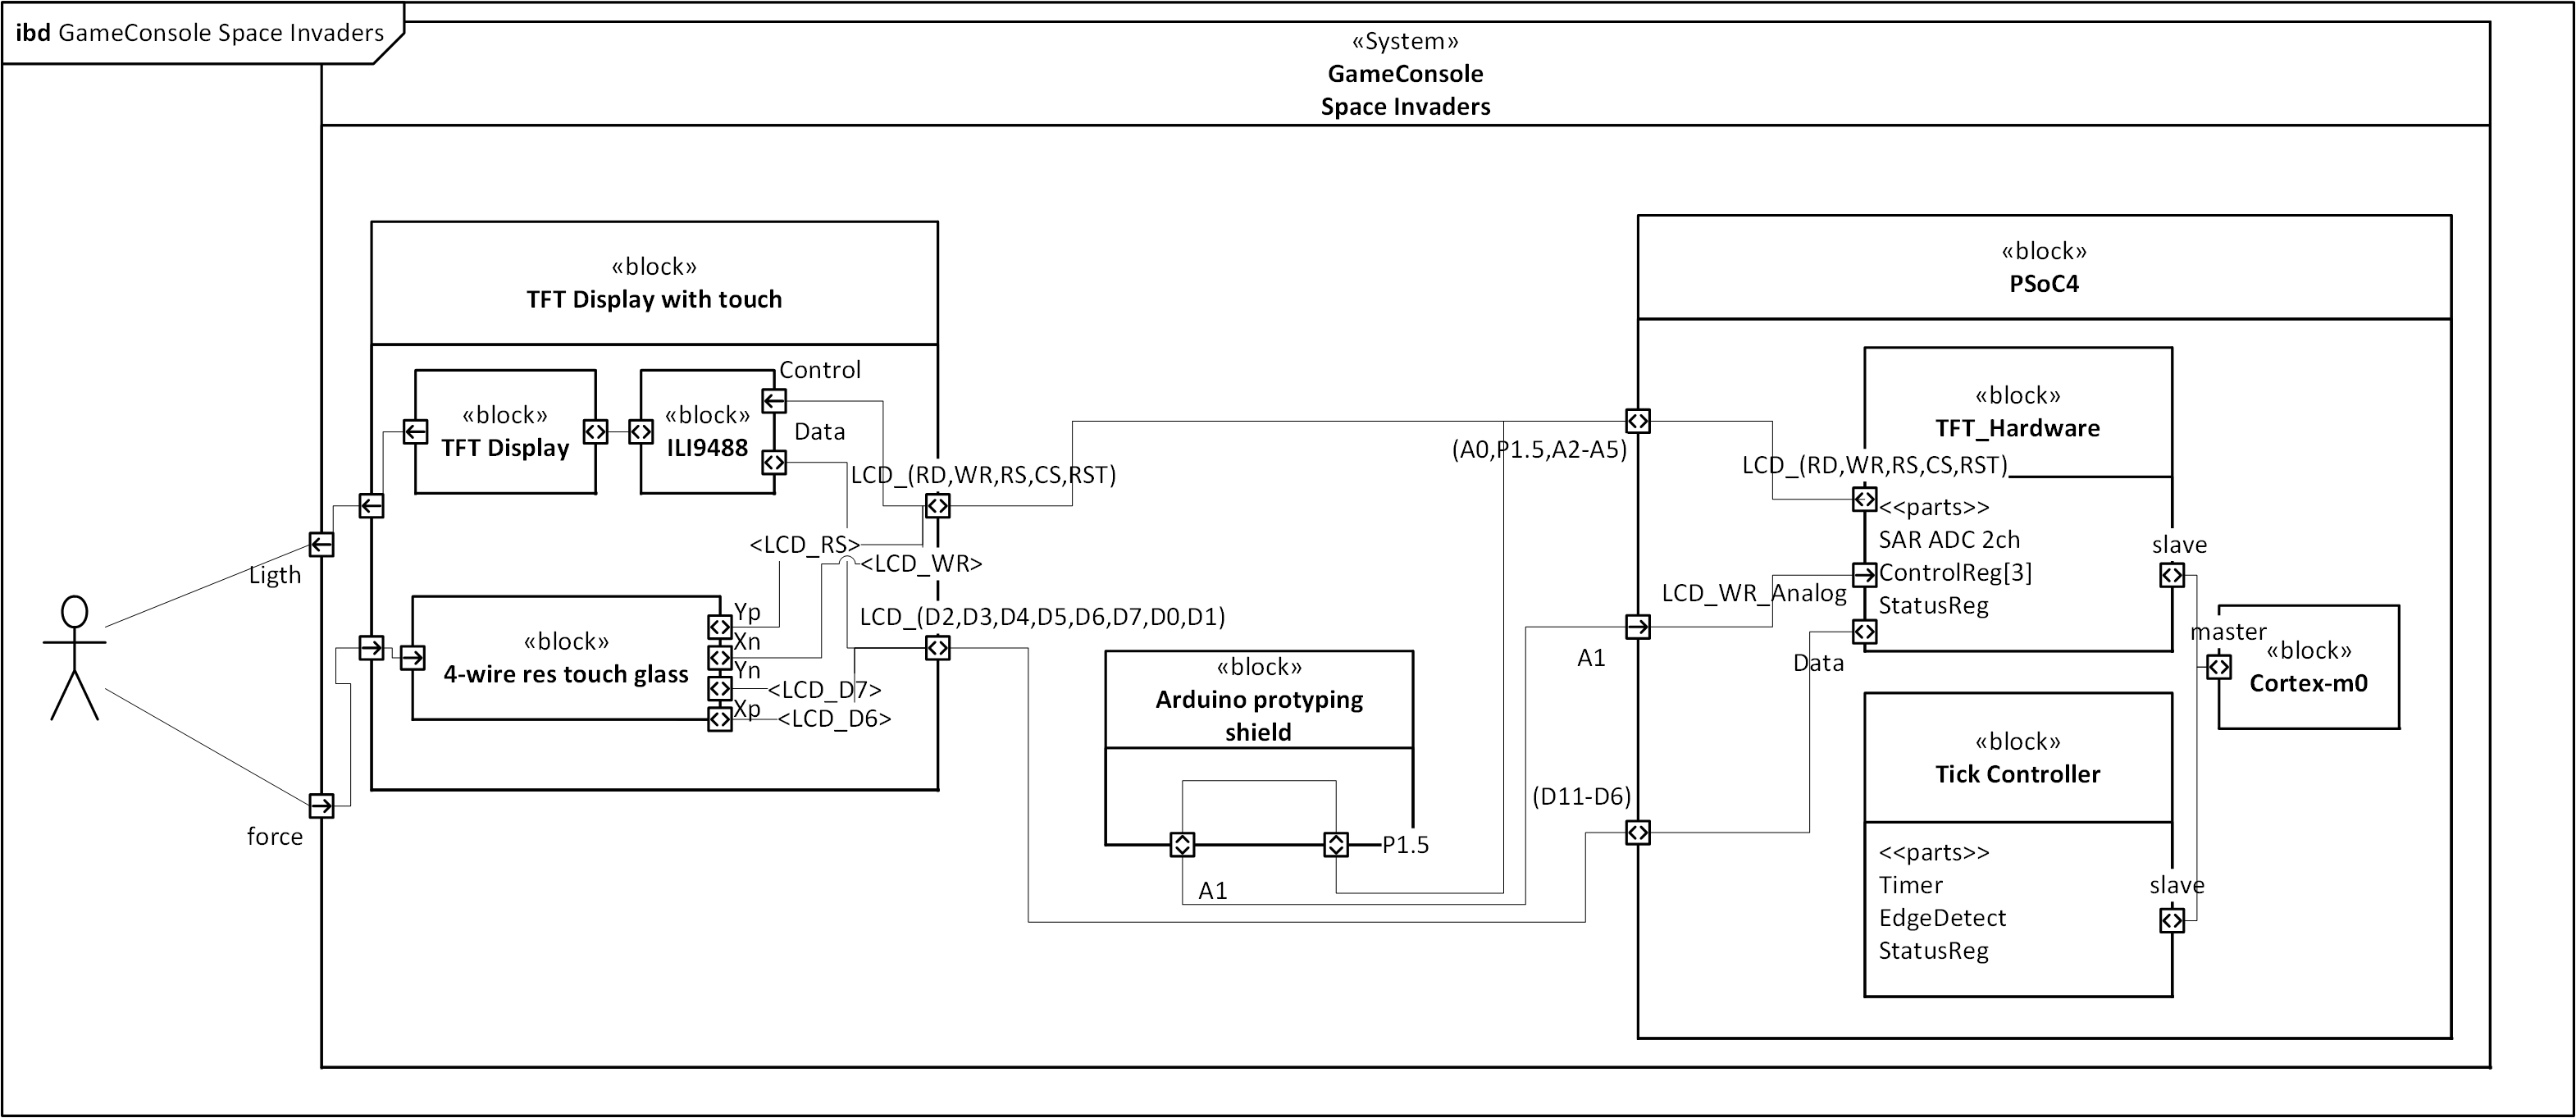 ibd GameConsole Space Invaders
«System»
GameConsole
Space Invaders
«block»
TFT Display with touch
«block»
TFT Display
«block»
ILI9488
Control
Data
LCD_(RD,WR,RS,CS,RST)
<LCD_RS>
<LCD_WR>
LCD_(D2,D3,D4,D5,D6,D7,D0,D1)
«block»
4-wire res touch glass
Yp
Xn
Yn
Xp
<LCD_D7>
<LCD_D6>
Ligth
force
«block»
Arduino protyping
shield
P1.5
A1
(A0,P1.5,A2-A5)
A1
(D11-D6)
«block»
PSoC4
«block»
TFT_Hardware
LCD_(RD,WR,RS,CS,RST)
<<parts>>
SAR ADC 2ch
ControlReg[3]
StatusReg
LCD_WR_Analog
Data
slave
master
«block»
Cortex-m0
«block»
Tick Controller
<<parts>>
Timer
EdgeDetect
StatusReg
slave